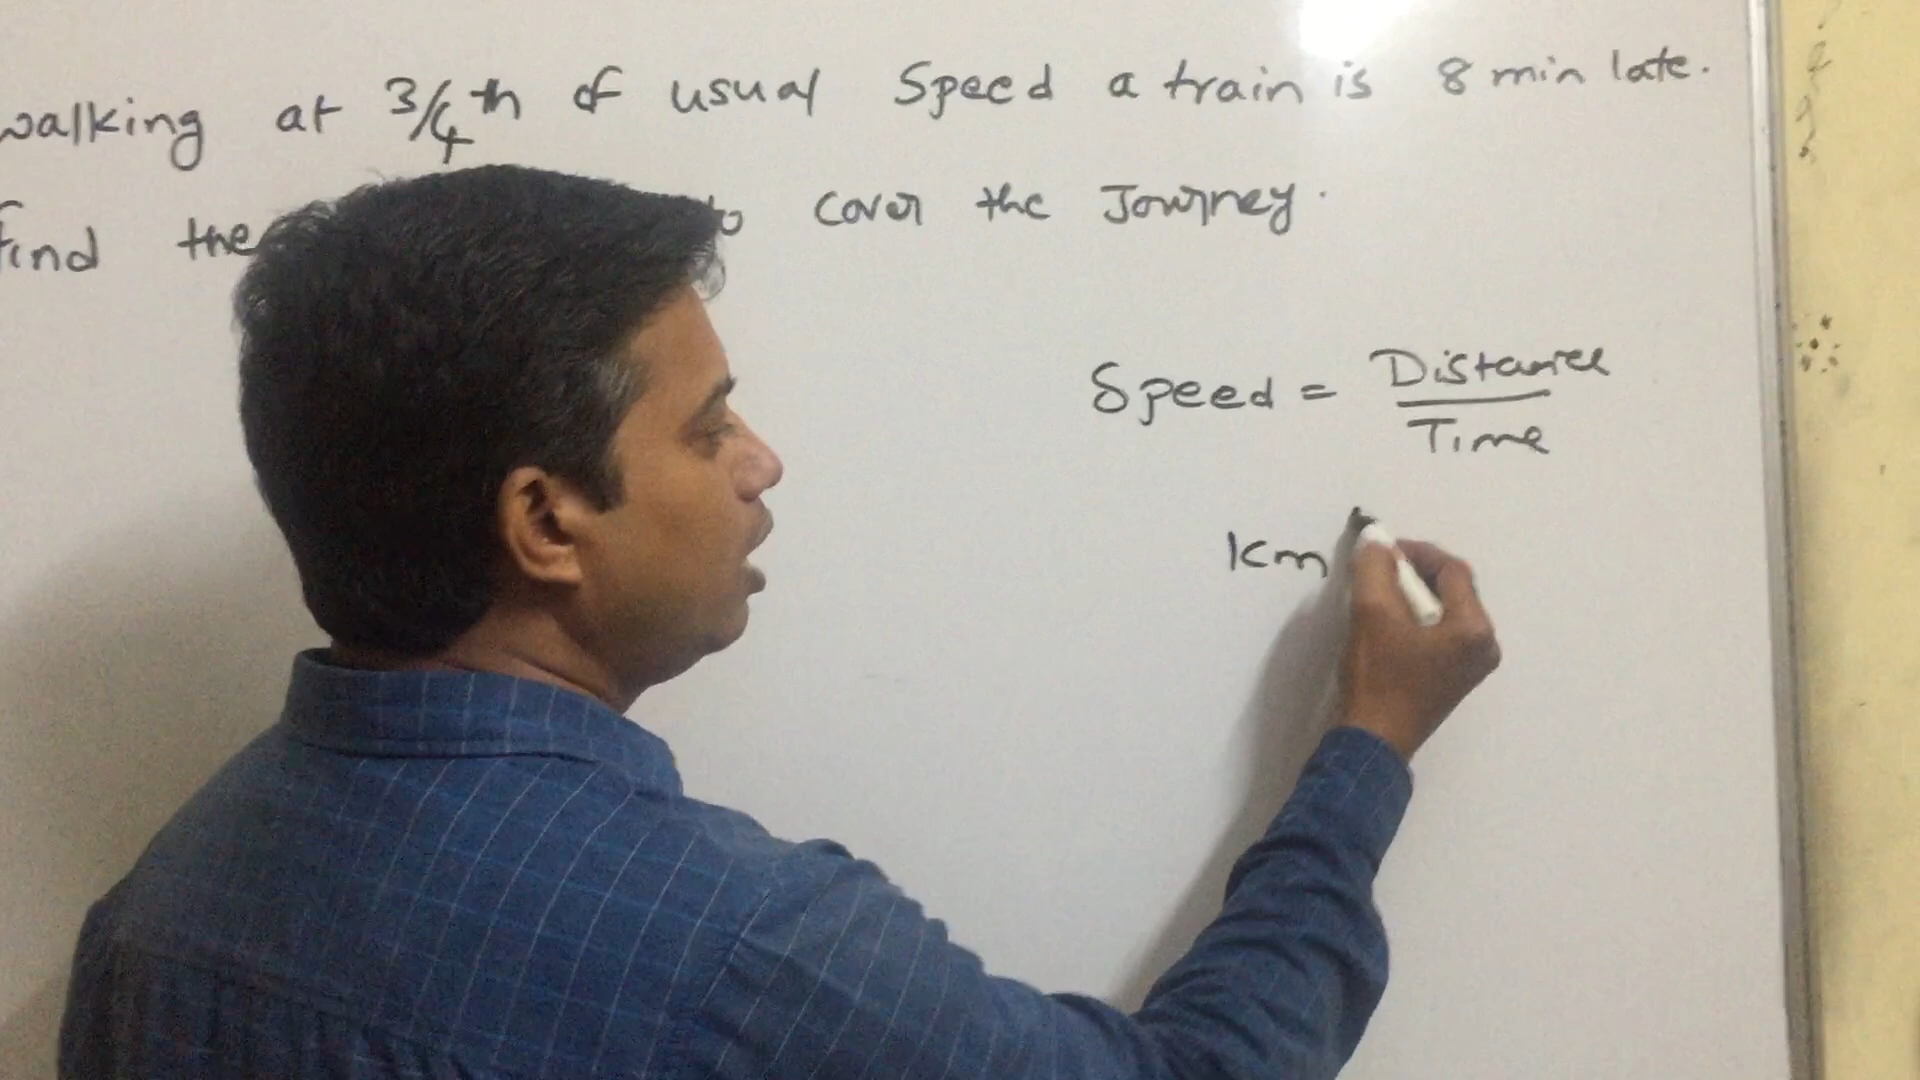 walking at 3/4th of usual Speed a train is 8 min late.
find the to cover the Journey.
Speed = Distance
Time
km